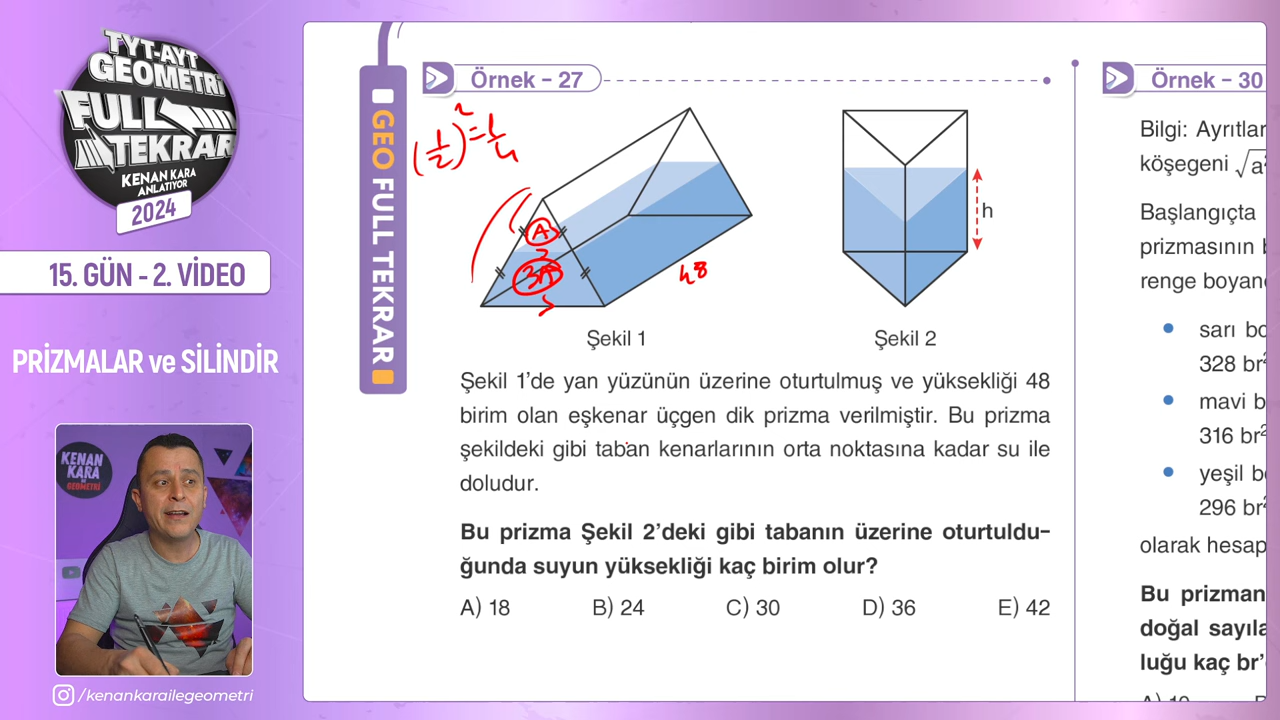 TYT-AYT
GEOMETRİ
FULL
TEKRAR
KENAN KARA
ANLATIYOR
2024
15. GÜN - 2. VİDEO
PRİZMALAR ve SİLİNDİR
KENAN
KARA
GEOMETRİ
/kenankarailegeometri
GEO FULL TEKRAR
Örnek – 27
(1/2)² = 1/4
A
3A
48
h
Şekil 1
Şekil 2
Şekil 1’de yan yüzünün üzerine oturtulmuş ve yüksekliği 48
birim olan eşkenar üçgen dik prizma verilmiştir. Bu prizma
şekildeki gibi taban kenarlarının orta noktasına kadar su ile
doludur.
Bu prizma Şekil 2’deki gibi tabanın üzerine oturtuldu–
ğunda suyun yüksekliği kaç birim olur?
A) 18 B) 24 C) 30 D) 36 E) 42
Örnek – 30
Bilgi: Ayrıtlar
köşegeni √a²
Başlangıçta
prizmasının
renge boyan
sarı bo
328 br²
mavi b
316 br²
yeşil b
296 br²
olarak hesap
Bu prizman
doğal sayıla
luğu kaç br’